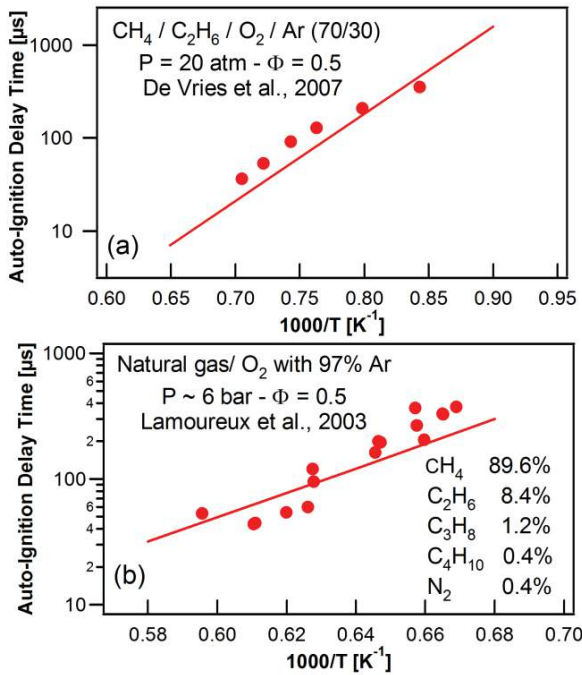 Auto-Ignition Delay Time [µs]
1000
100
10
CH₄ / C₂H₆ / O₂ / Ar (70/30)
P = 20 atm - Φ = 0.5
De Vries et al., 2007
(a)
0.60 0.65 0.70 0.75 0.80 0.85 0.90 0.95
1000/T [K⁻¹]
Auto-Ignition Delay Time [µs]
1000
6
4
2
100
6
4
2
10
Natural gas/ O₂ with 97% Ar
P ~ 6 bar - Φ = 0.5
Lamoureux et al., 2003
CH₄ 89.6%
C₂H₆ 8.4%
C₃H₈ 1.2%
C₄H₁₀ 0.4%
N₂ 0.4%
(b)
0.58 0.60 0.62 0.64 0.66 0.68 0.70
1000/T [K⁻¹]